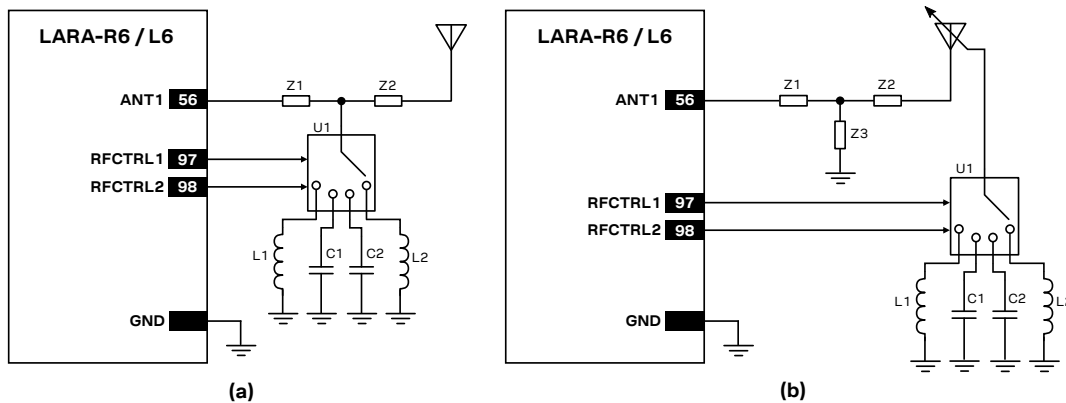 LARA-R6 / L6
ANT1
56
Z1
Z2
U1
RFCTRL1
97
RFCTRL2
98
L1
C1
C2
L2
GND
(a)
LARA-R6 / L6
ANT1
56
Z1
Z2
Z3
U1
RFCTRL1
97
RFCTRL2
98
L1
C1
C2
GND
(b)